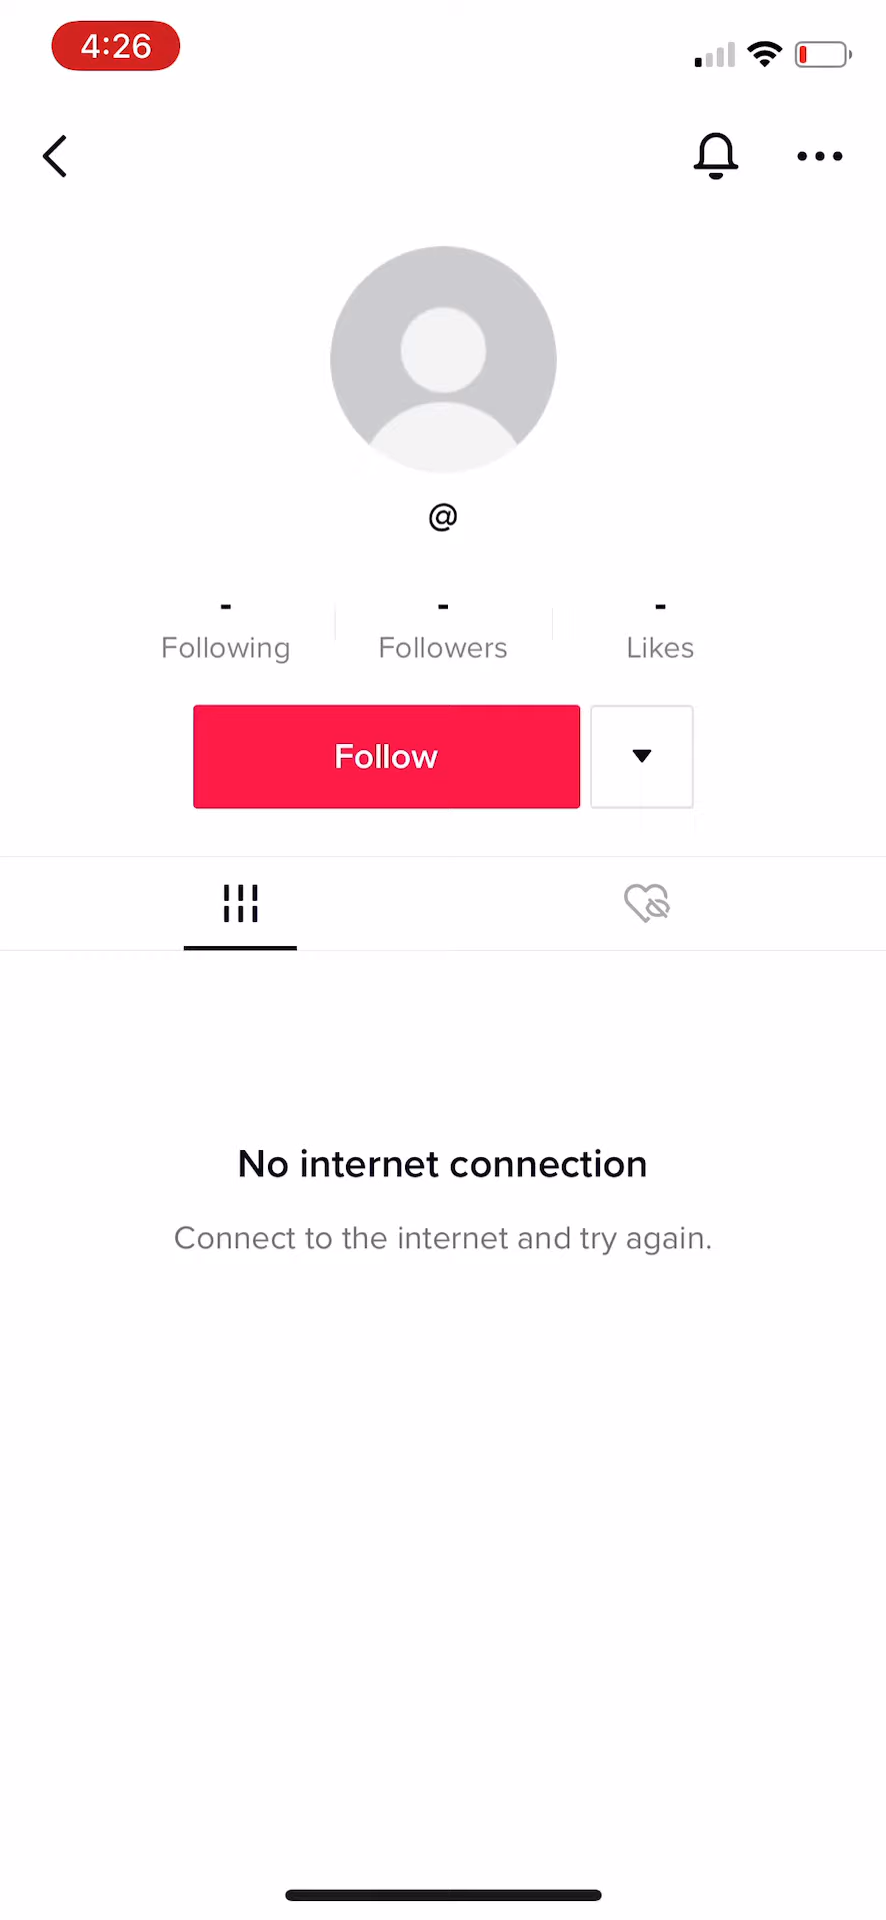 4:26
@
- - -
Following Followers Likes
Follow
No internet connection
Connect to the internet and try again.